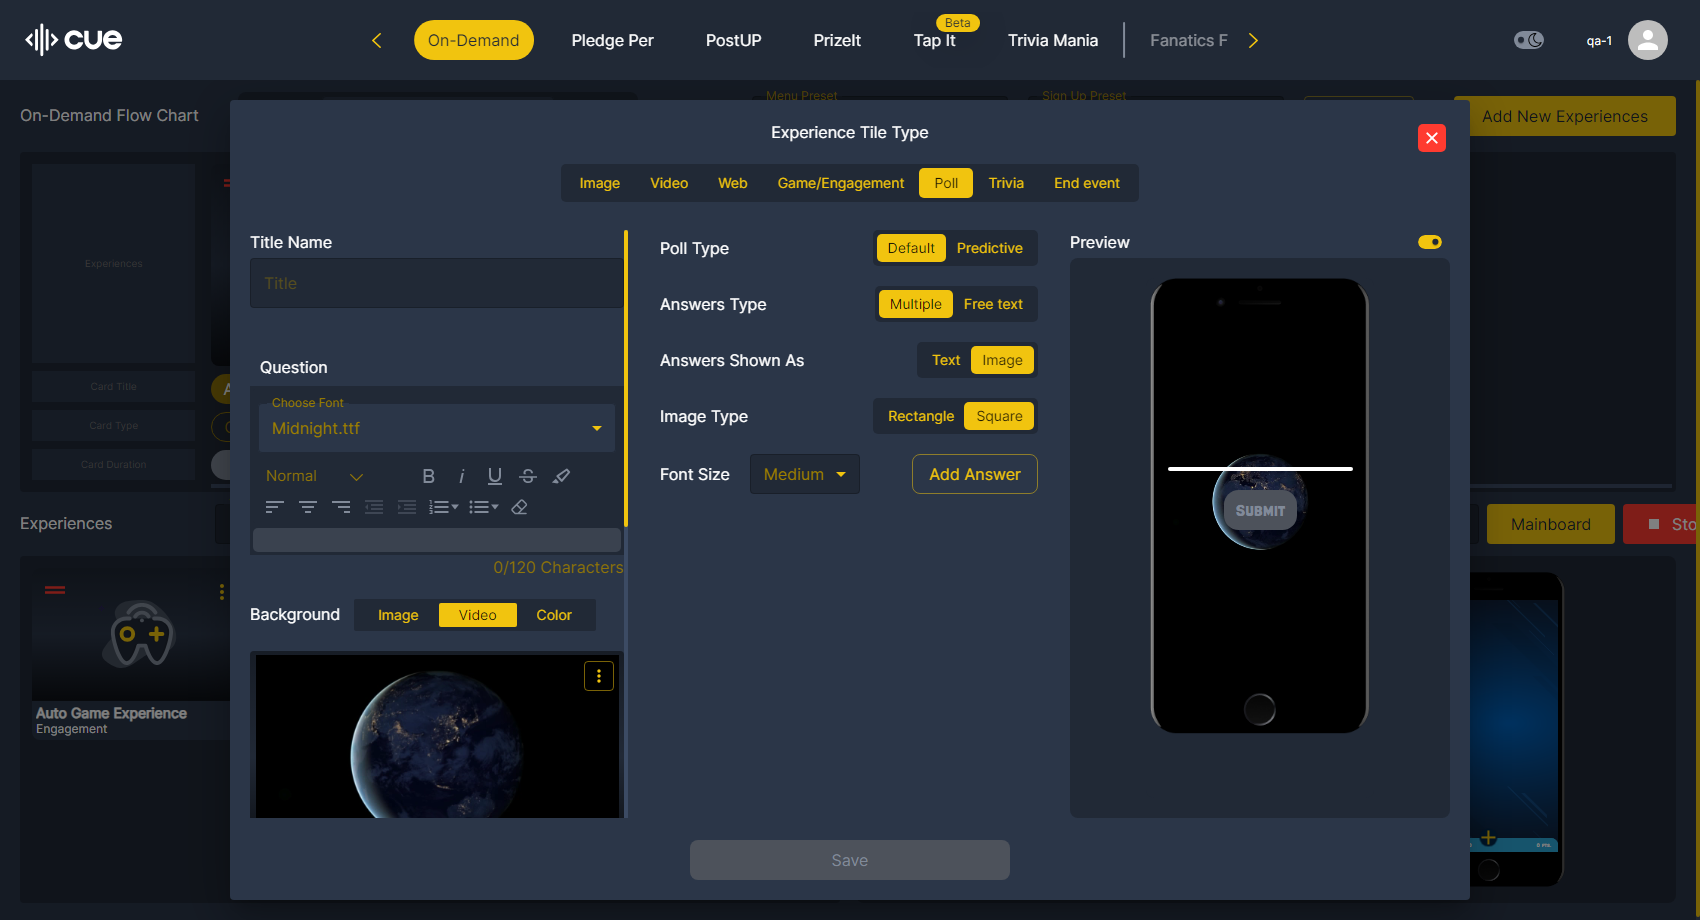 cue
On-Demand
Pledge Per
PostUP
PrizeIt
Tap It
Beta
Trivia Mania
Fanatics F
qa-1
On-Demand Flow Chart
Menu Preset
Sign Up Preset
Add New Experiences
Experience Tile Type
Image
Video
Web
Game/Engagement
Poll
Trivia
End event
Experiences
Card Title
Card Type
Card Duration
Title Name
Title
Question
Choose Font
Midnight.ttf
Normal
0/120 Characters
Background
Image
Video
Color
Poll Type
Default
Predictive
Answers Type
Multiple
Free text
Answers Shown As
Text
Image
Image Type
Rectangle
Square
Font Size
Medium
Add Answer
Preview
SUBMIT
Save
Experiences
Mainboard
Sto
Auto Game Experience
Engagement